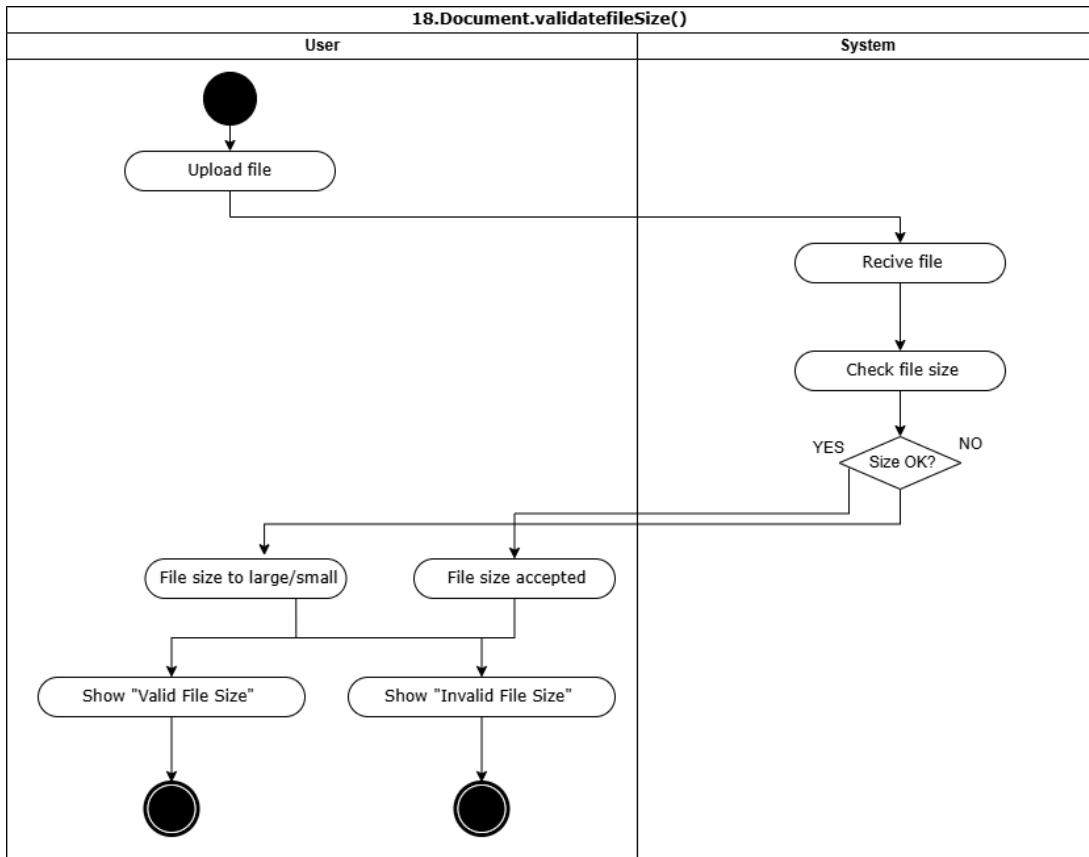 18.Document.validatefileSize()
User
System
Upload file
Recive file
Check file size
YES
NO
Size OK?
File size to large/small
File size accepted
Show "Valid File Size"
Show "Invalid File Size"